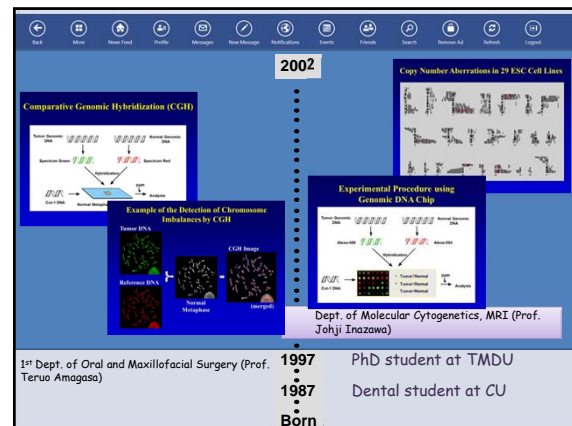 Back
More
News Feed
Profile
Messages
New Message
Notifications
Events
Friends
Search
Remove Ad
Refresh
Logout
2002
Copy Number Aberrations in 29 ESC Cell Lines
Comparative Genomic Hybridization (CGH)
Tumor Genomic DNA
Normal Genomic DNA
Spectrum Green
Spectrum Red
Hybridization
Cot-1 DNA
DAPI
Analysis
Normal Metaphase
Experimental Procedure using
Genomic DNA Chip
Tumor Genomic DNA
Normal Genomic DNA
Hybridization
Cot-1 DNA
Tumor>Normal
Tumor=Normal
Tumor<Normal
DAPI
Analysis
Example of the Detection of Chromosome
Imbalances by CGH
Tumor DNA
CGH Image
Reference DNA
Normal
Metaphase
(merged)
Dept. of Molecular Cytogenetics, MRI (Prof.
Johji Inazawa)
1st Dept. of Oral and Maxillofacial Surgery (Prof.
Teruo Amagasa)
1997
PhD student at TMDU
1987
Dental student at CU
Born